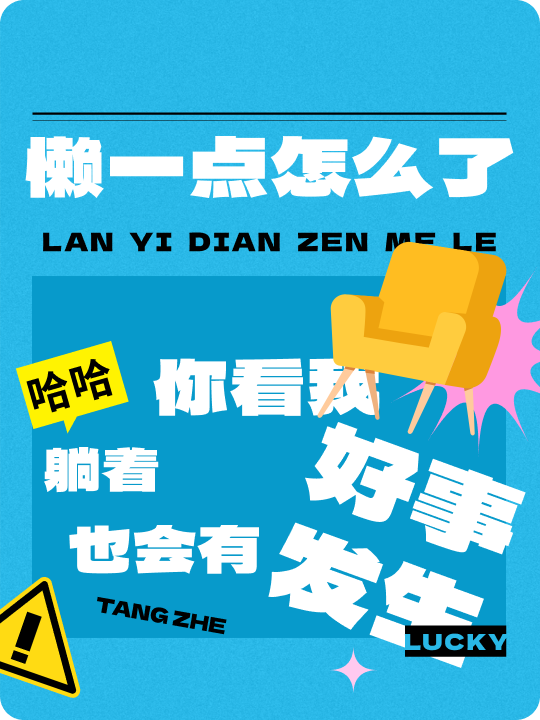 懒一点怎么了
LAN YI DIAN ZEN ME LE
哈哈
你看我
躺着
好事
也会有
发生
TANG ZHE
LUCKY